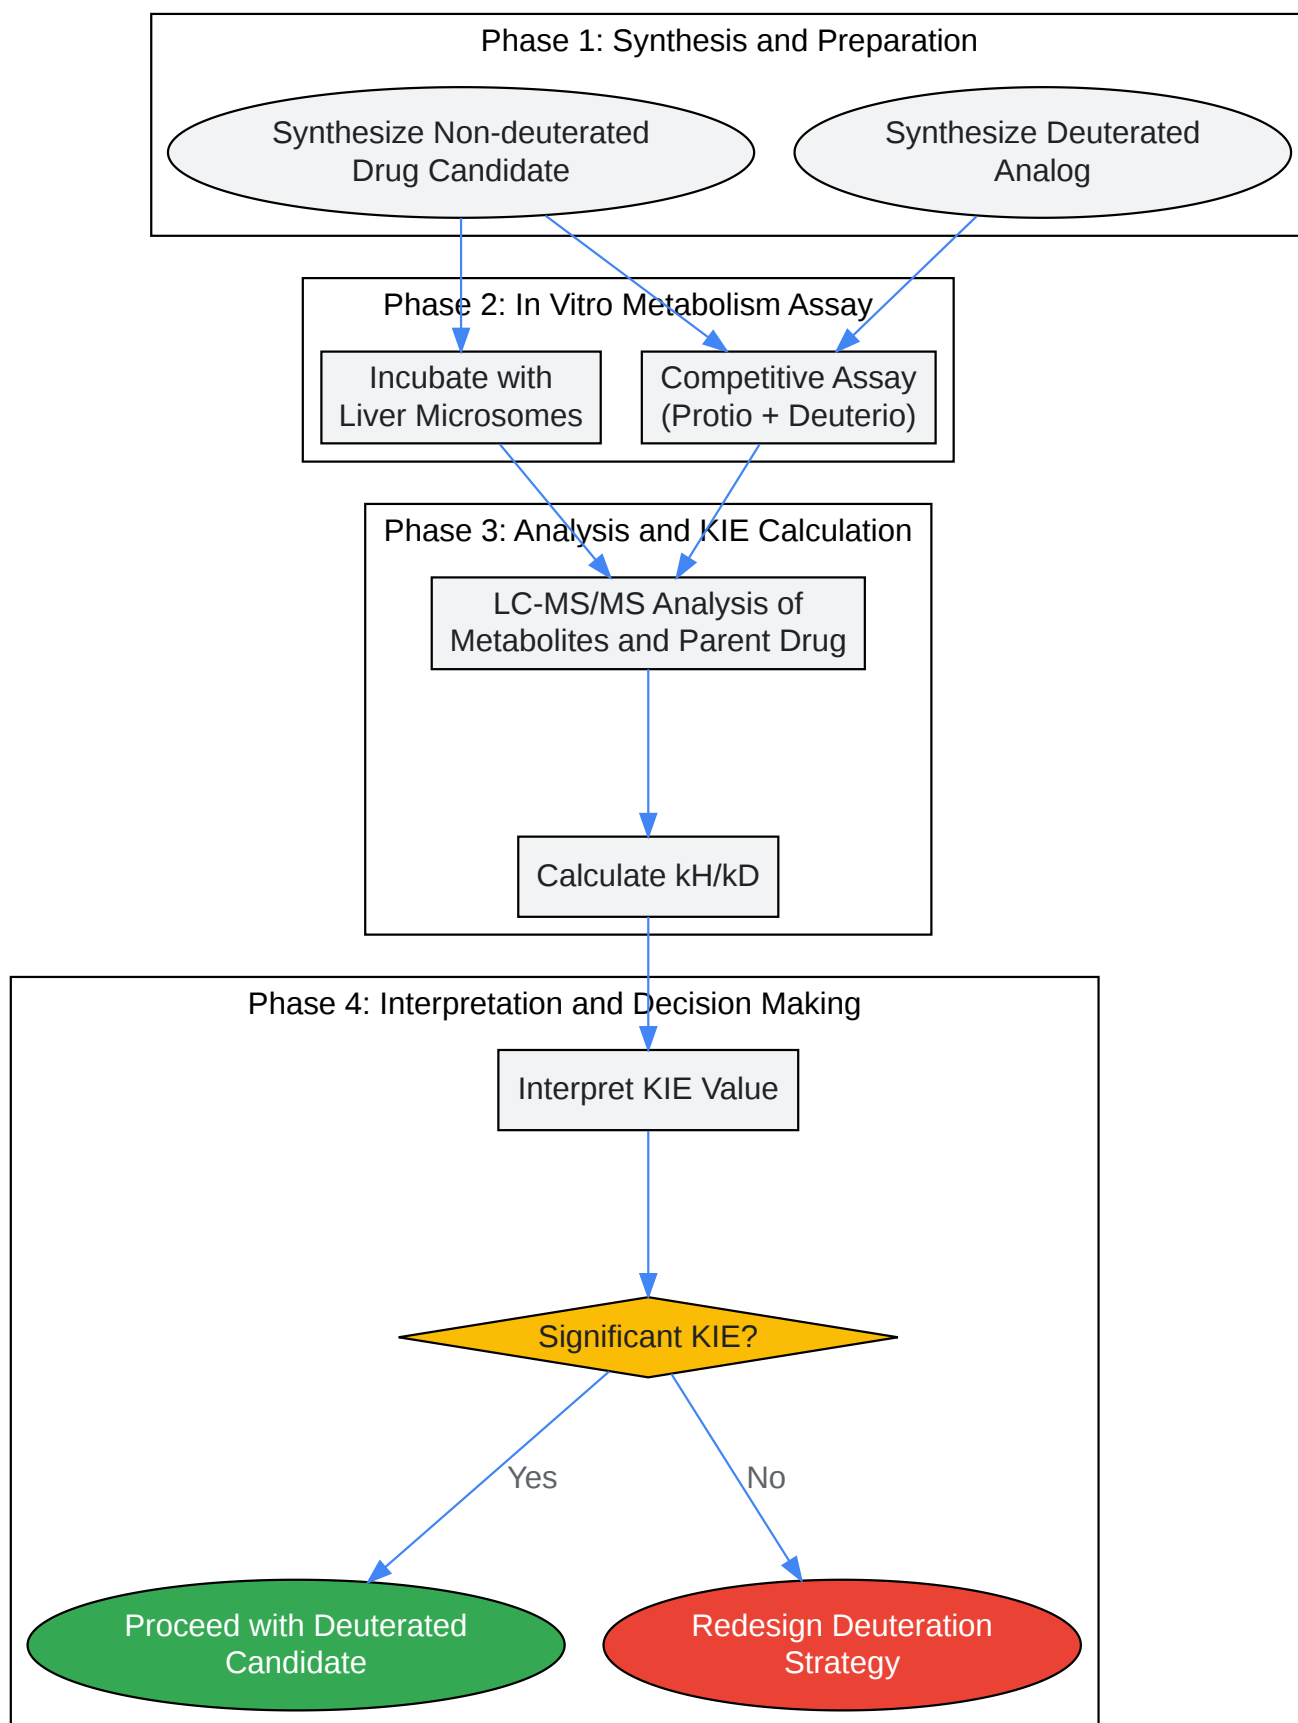 Phase 1: Synthesis and Preparation
Synthesize Non-deuterated
Drug Candidate
Synthesize Deuterated
Analog
Phase 2: In Vitro Metabolism Assay
Incubate with
Liver Microsomes
Competitive Assay
(Protio + Deuterio)
Phase 3: Analysis and KIE Calculation
LC-MS/MS Analysis of
Metabolites and Parent Drug
Calculate kH/kD
Phase 4: Interpretation and Decision Making
Interpret KIE Value
Significant KIE?
Yes
No
Proceed with Deuterated
Candidate
Redesign Deuteration
Strategy